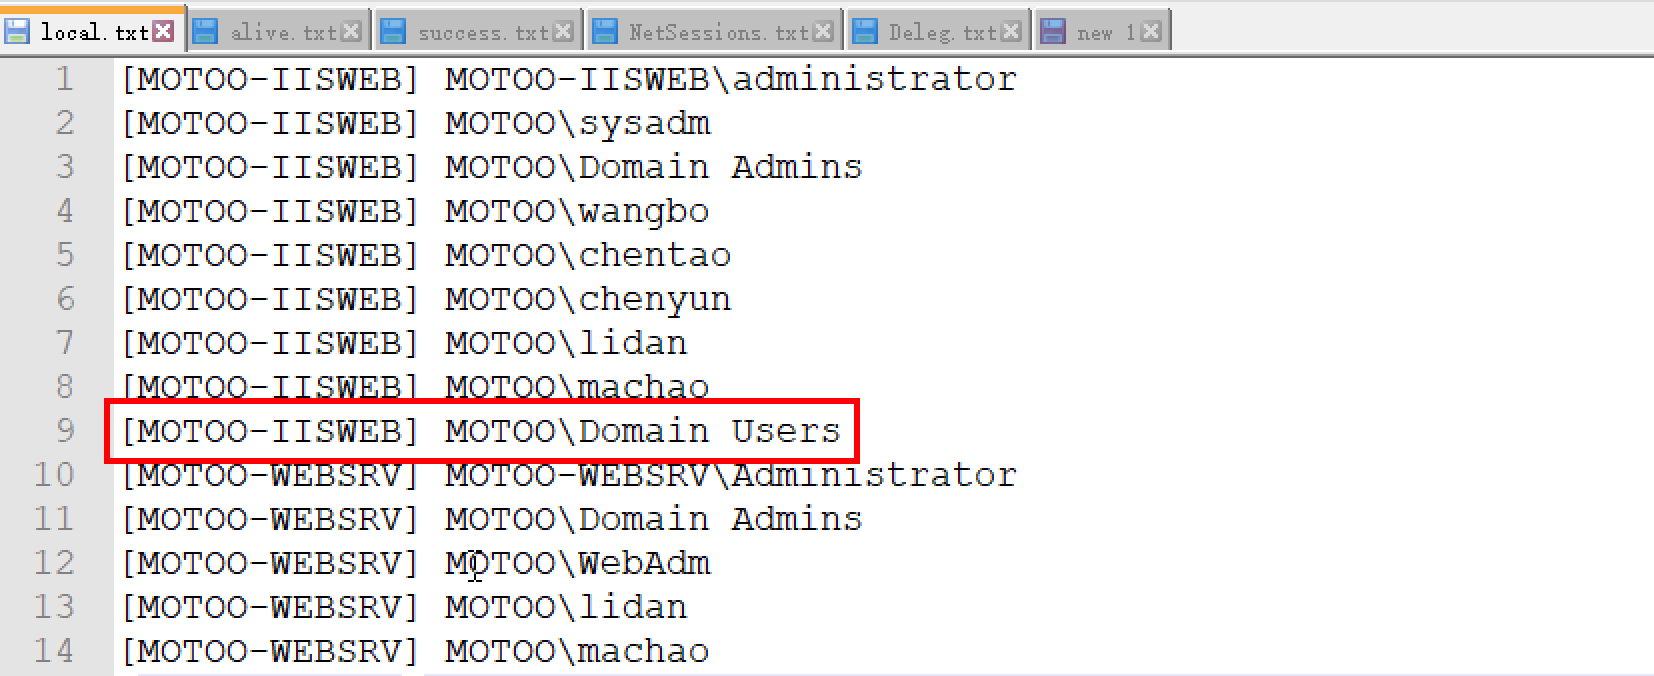 local.txt alive.txt success.txt NetSessions.txt Deleg.txt new 1
1 [MOTOO-IISWEB] MOTOO-IISWEB\administrator
2 [MOTOO-IISWEB] MOTOO\sysadm
3 [MOTOO-IISWEB] MOTOO\Domain Admins
4 [MOTOO-IISWEB] MOTOO\wangbo
5 [MOTOO-IISWEB] MOTOO\chentao
6 [MOTOO-IISWEB] MOTOO\chenyun
7 [MOTOO-IISWEB] MOTOO\lidan
8 [MOTOO-IISWEB] MOTOO\machao
9 [MOTOO-IISWEB] MOTOO\Domain Users
10 [MOTOO-WEBSRV] MOTOO-WEBSRV\Administrator
11 [MOTOO-WEBSRV] MOTOO\Domain Admins
12 [MOTOO-WEBSRV] MOTOO\WebAdm
13 [MOTOO-WEBSRV] MOTOO\lidan
14 [MOTOO-WEBSRV] MOTOO\machao